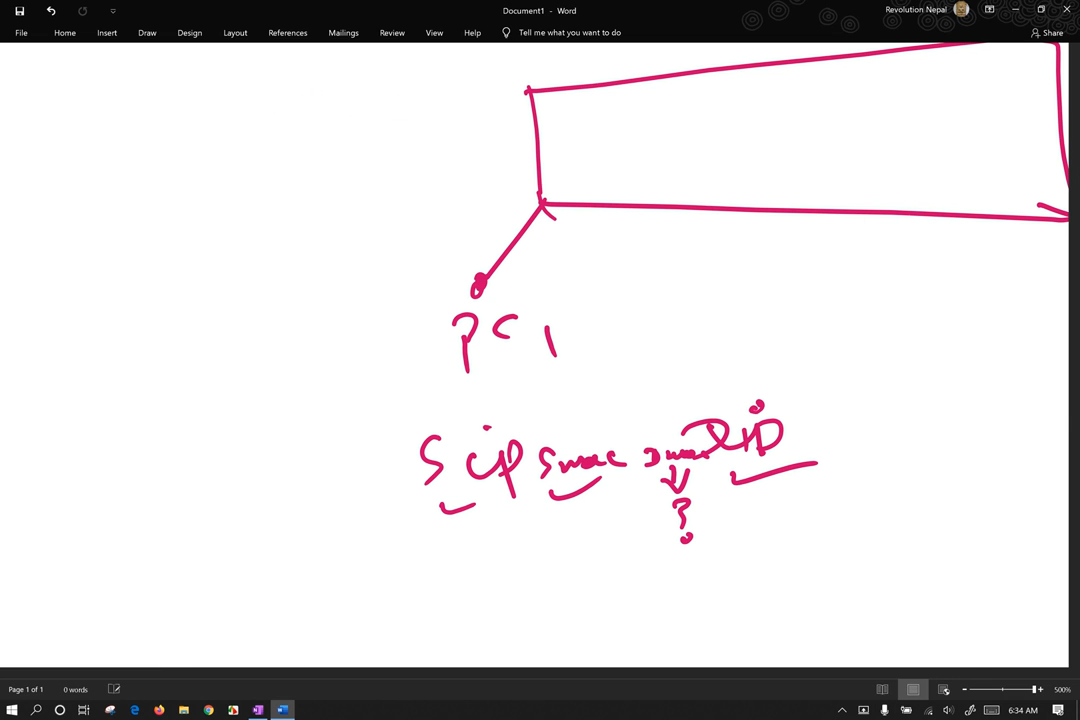 Document1 - Word
Revolution Nepal
File Home Insert Draw Design Layout References Mailings Review View Help Tell me what you want to do Share
PC 1
S ip Smac Dmac
?
Page 1 of 1 0 words 500%
6:34 AM